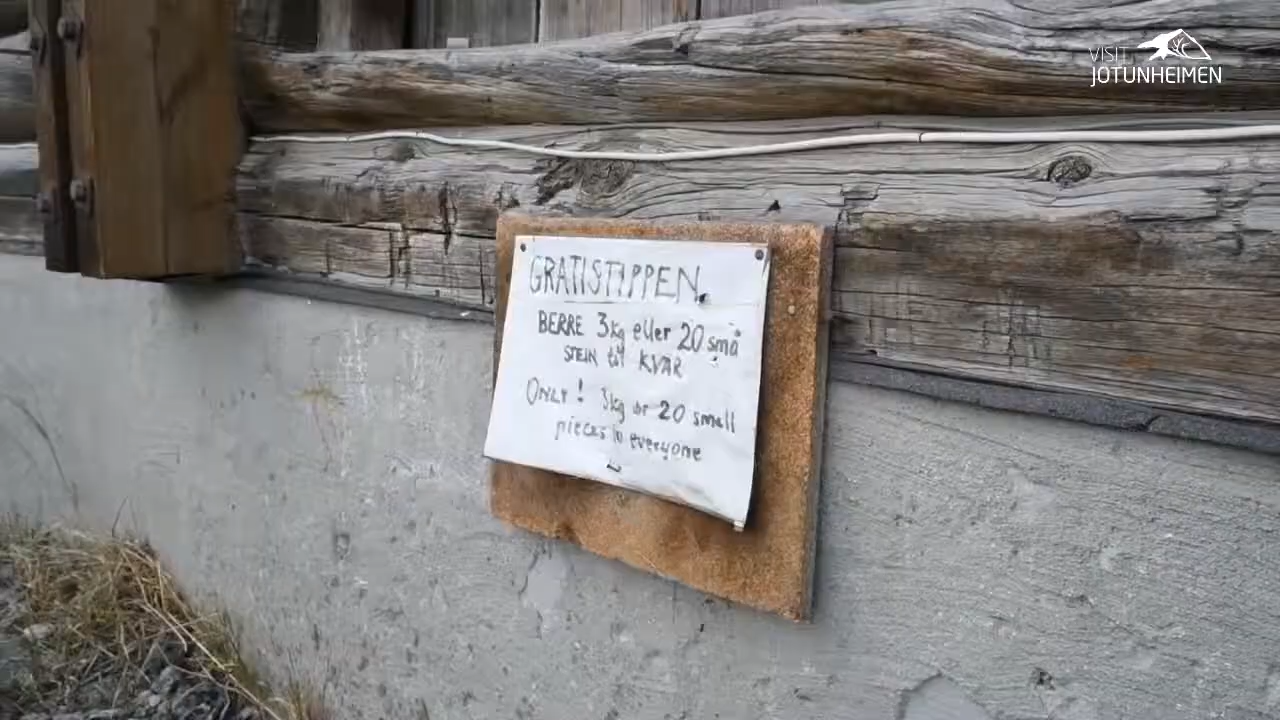 VISIT
JOTUNHEIMEN
GRATISTIPPEN
BERRE 3kg eller 20 små
STEIN til KVAR
ONLY! 3kg or 20 small
pieces to everyone